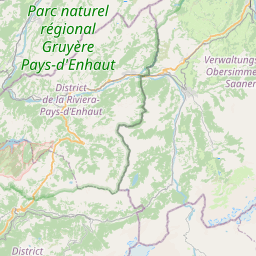 Parc naturel
régional
Gruyère
Pays-d'Enhaut
Verwaltungs
Obersimme
Saanen
District
de la Riviera-
Pays-d'Enhaut
District